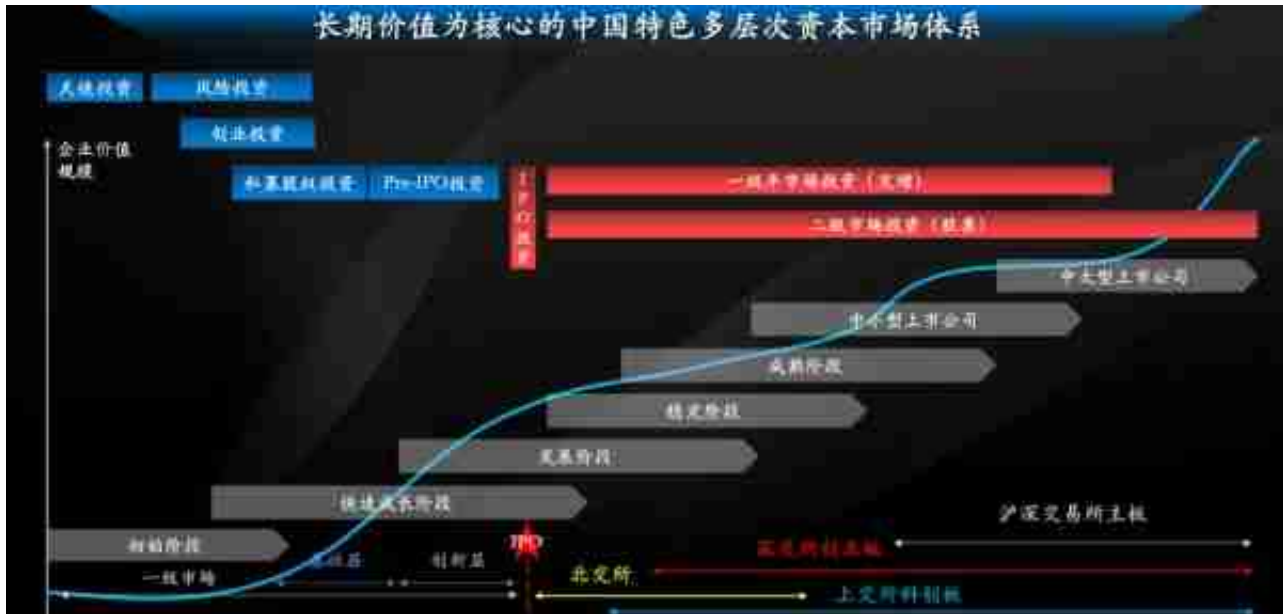 长期价值为核心的中国特色多层次资本市场体系
天使投资
风险投资
创业投资
企业价值
规模
私募股权投资
Pre-IPO投资
IPO投资
一级半市场投资（定增）
二级市场投资（股票）
中大型上市公司
中小型上市公司
成熟阶段
稳定阶段
发展阶段
快速成长阶段
初始阶段
沪深交易所主板
IPO
深交所创业板
基础层
创新层
一级市场
北交所
上交所科创板